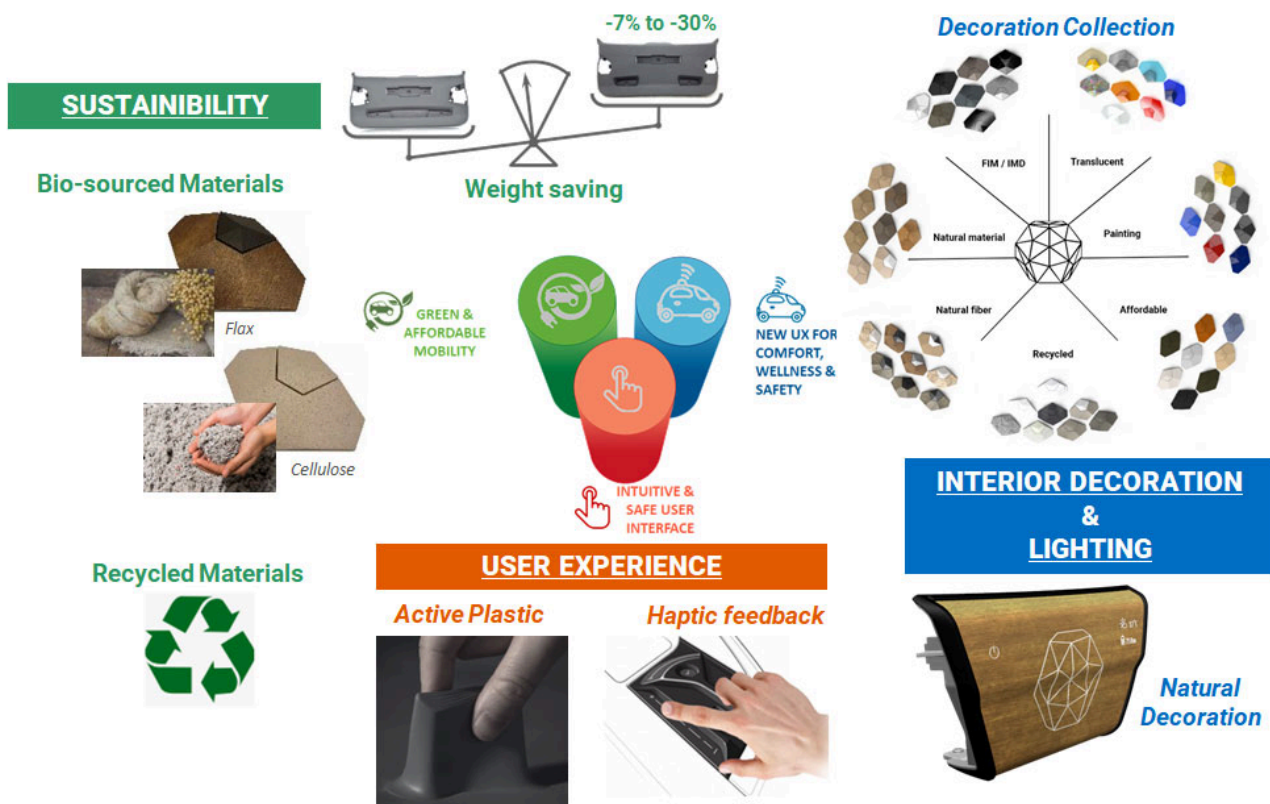 -7% to -30%
Decoration Collection
SUSTAINIBILITY
FIM / IMD
Translucent
Bio-sourced Materials
Weight saving
Natural material
Painting
Flax
GREEN &
AFFORDABLE
MOBILITY
NEW UX FOR
COMFORT,
WELLNESS &
SAFETY
Natural fiber
Affordable
Recycled
Cellulose
INTUITIVE &
SAFE USER
INTERFACE
INTERIOR DECORATION
&
LIGHTING
Recycled Materials
USER EXPERIENCE
Active Plastic
Haptic feedback
Natural
Decoration